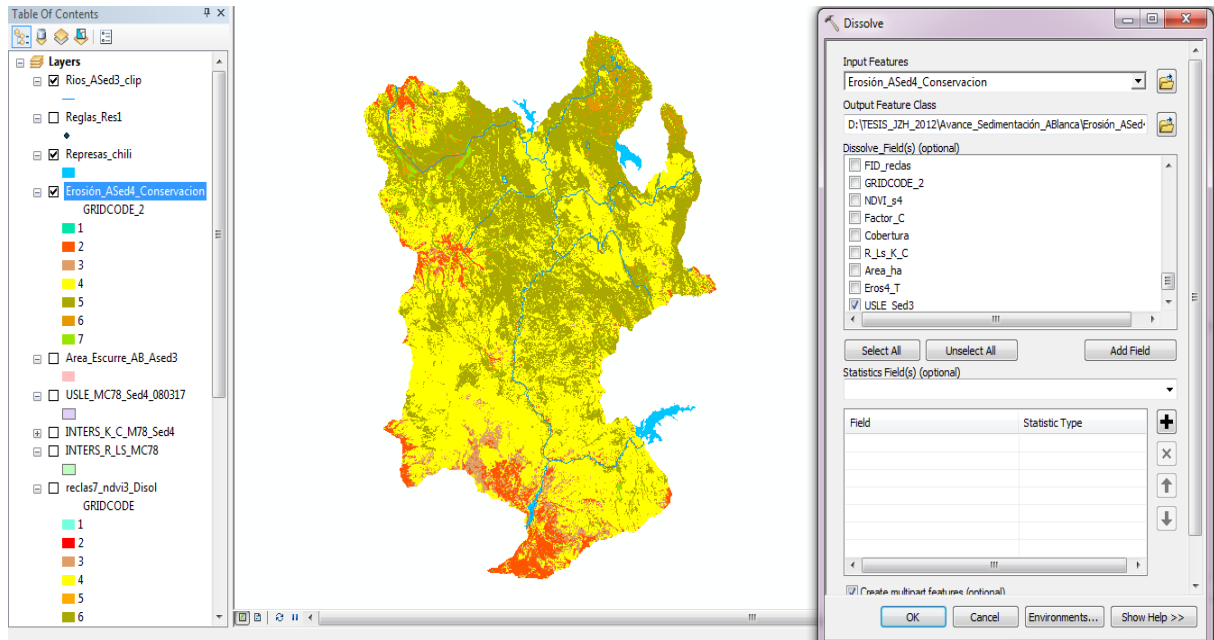 Table Of Contents
Layers
Rios_ASed3_clip
Reglas_Res1
Represas_chili
Erosión_ASed4_Conservacion
GRIDCODE_2
1
2
3
4
5
6
7
Area_Escurre_AB_Ased3
USLE_MC78_Sed4_080317
INTERS_K_C_M78_Sed4
INTERS_R_LS_MC78
reclas7_ndvi3_Disol
GRIDCODE
1
2
3
4
5
6
Dissolve
Input Features
Erosión_ASed4_Conservacion
Output Feature Class
D:\TESIS_JZH_2012\Avance_Sedimentación_ABlanca\Erosión_ASed
Dissolve_Field(s) (optional)
FID_reclas
GRIDCODE_2
NDVI_s4
Factor_C
Cobertura
R_Ls_K_C
Area_ha
Eros4_T
USLE_Sed3
Select All Unselect All Add Field
Statistics Field(s) (optional)
Field Statistic Type
Create multipart features (optional)
OK Cancel Environments... Show Help >>